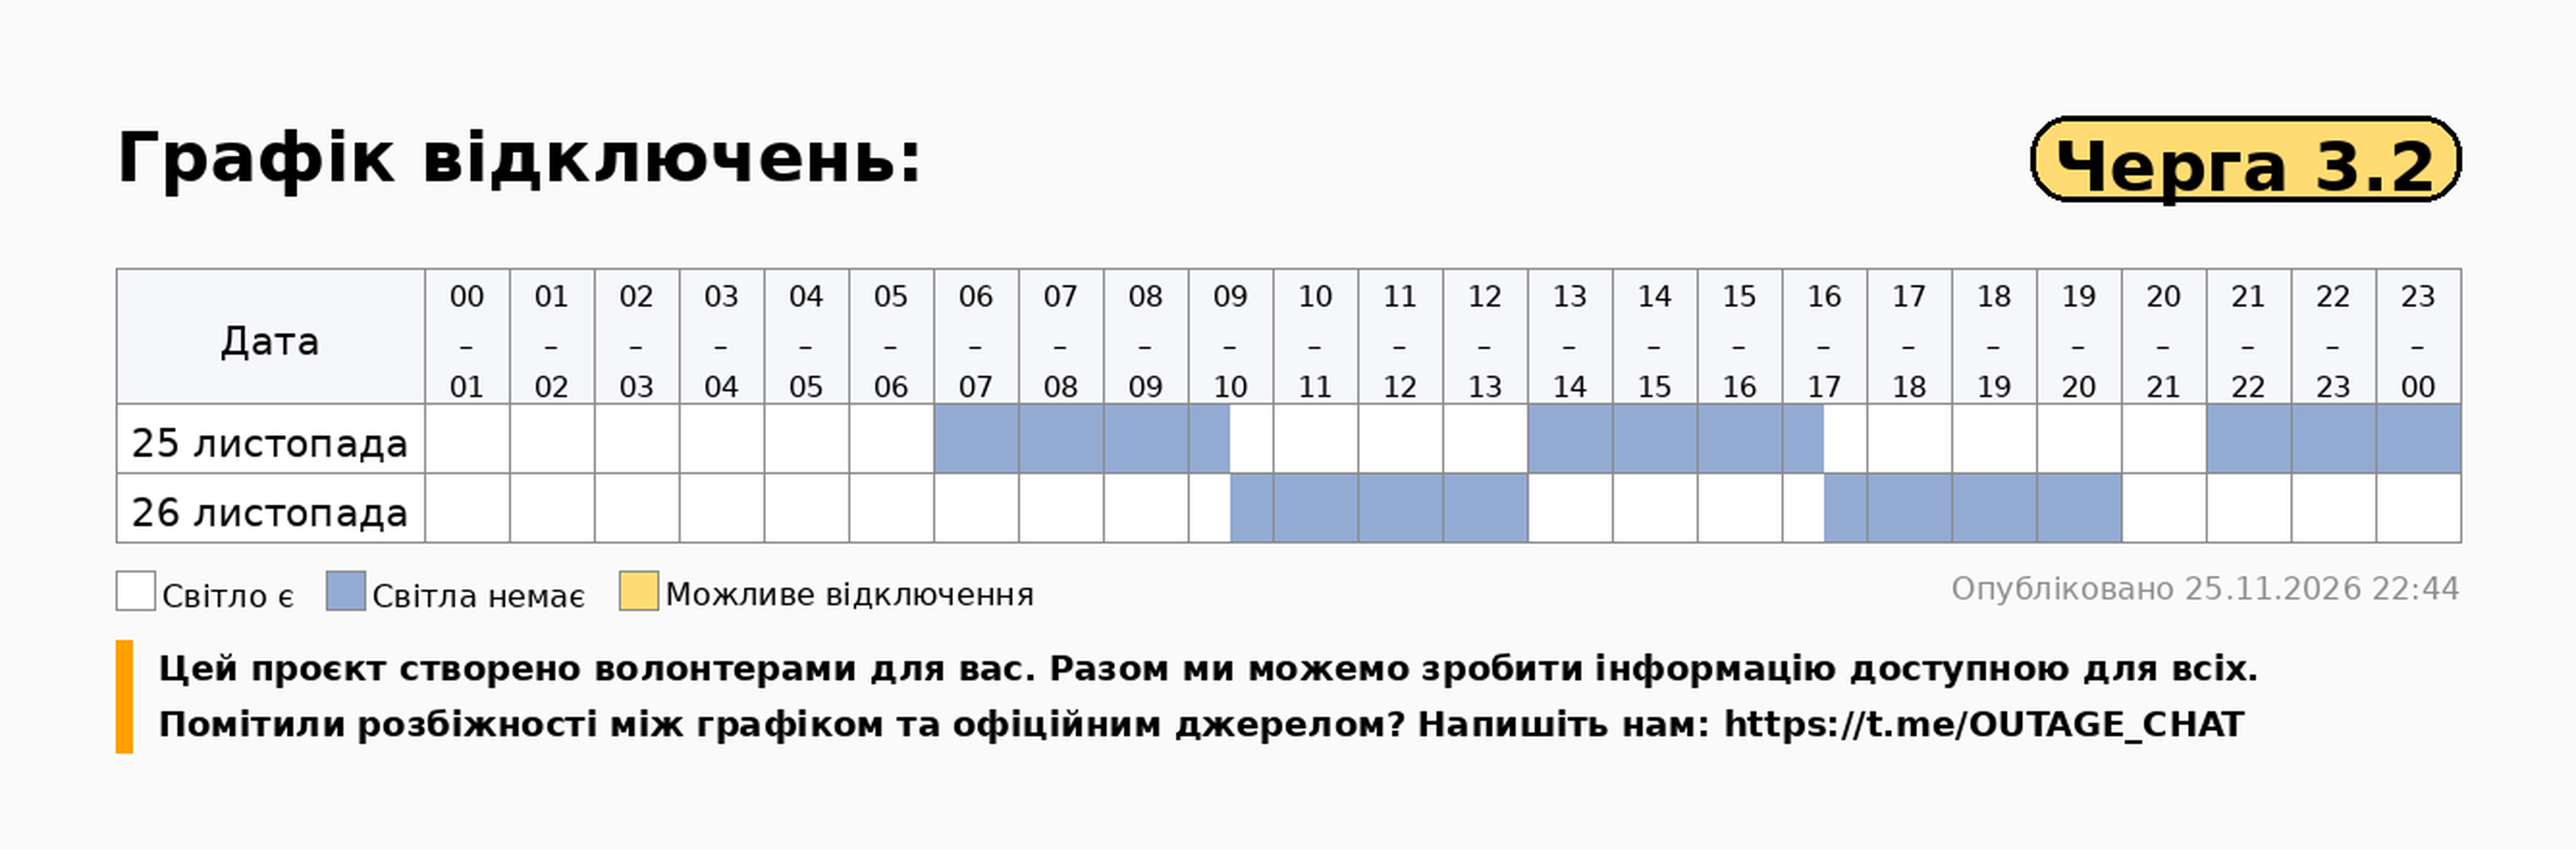 Графік відключень:
Черга 3.2
Дата 00 – 01 01 – 02 02 – 03 03 – 04 04 – 05 05 – 06 06 – 07 07 – 08 08 – 09 09 – 10 10 – 11 11 – 12 12 – 13 13 – 14 14 – 15 15 – 16 16 – 17 17 – 18 18 – 19 19 – 20 20 – 21 21 – 22 22 – 23 23 – 00
25 листопада
26 листопада
Світло є Світла немає Можливе відключення
Опубліковано 25.11.2026 22:44
Цей проєкт створено волонтерами для вас. Разом ми можемо зробити інформацію доступною для всіх.
Помітили розбіжності між графіком та офіційним джерелом? Напишіть нам: https://t.me/OUTAGE_CHAT